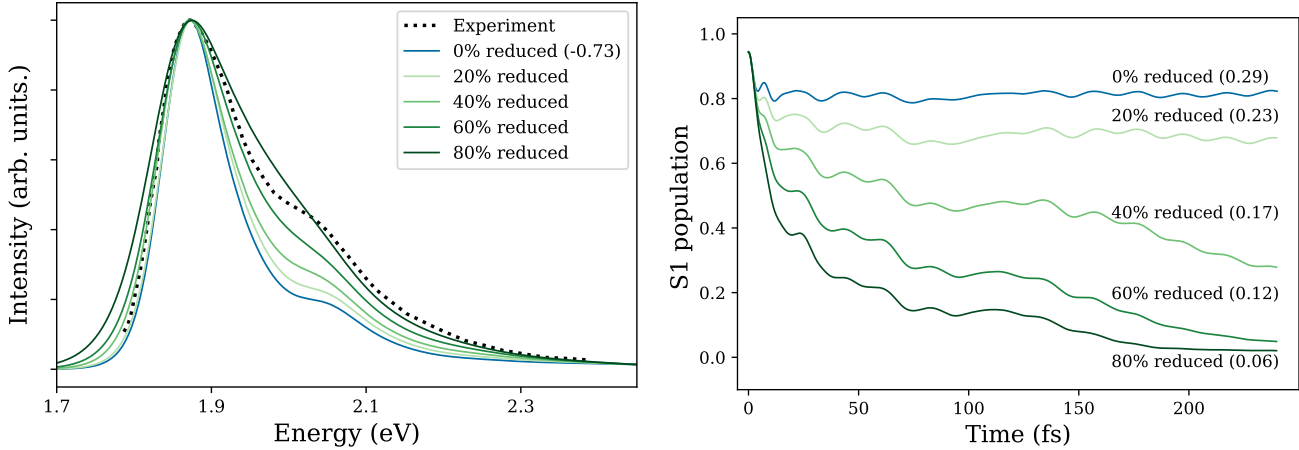 Intensity (arb. units.)
Experiment
0% reduced (-0.73)
20% reduced
40% reduced
60% reduced
80% reduced
1.7
1.9
2.1
2.3
Energy (eV)
S1 population
1.0
0.8
0.6
0.4
0.2
0.0
0% reduced (0.29)
20% reduced (0.23)
40% reduced (0.17)
60% reduced (0.12)
80% reduced (0.06)
0
50
100
150
200
Time (fs)